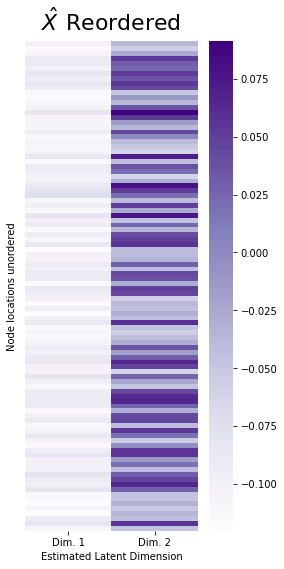 X̂ Reordered
Node locations unordered
Dim. 1
Dim. 2
Estimated Latent Dimension
0.075
0.050
0.025
0.000
−0.025
−0.050
−0.075
−0.100